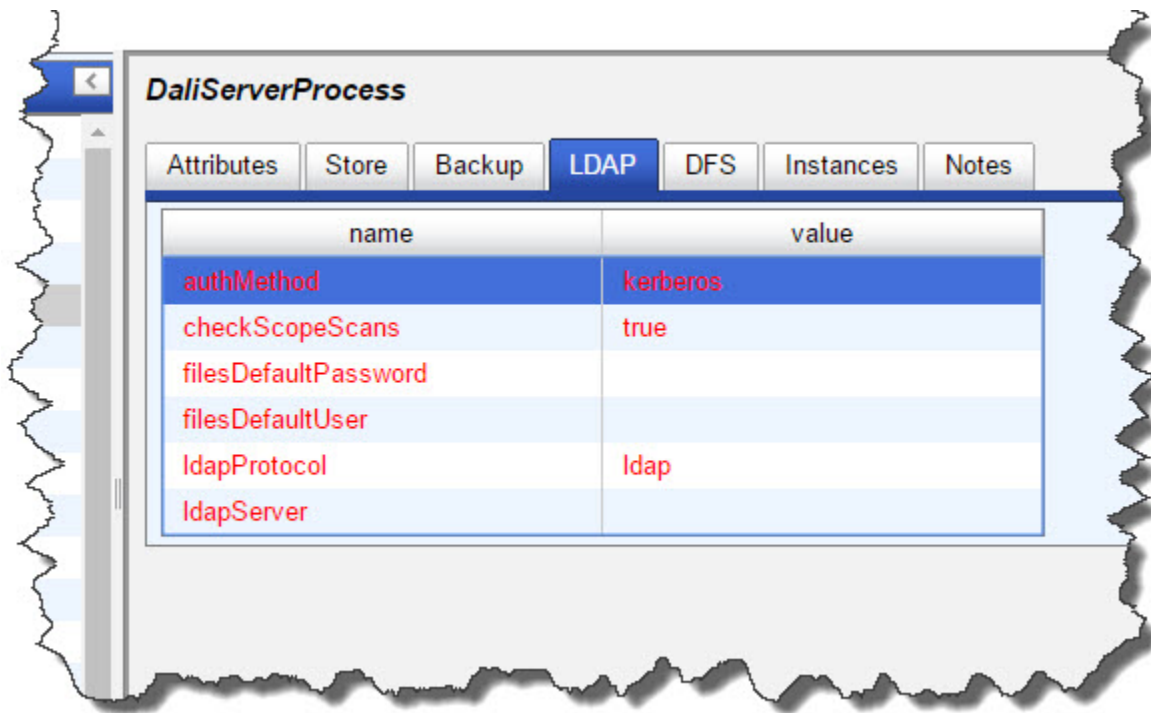 DaliServerProcess
Attributes Store Backup LDAP DFS Instances Notes
name value
authMethod kerberos
checkScopeScans true
filesDefaultPassword
filesDefaultUser
ldapProtocol ldap
ldapServer